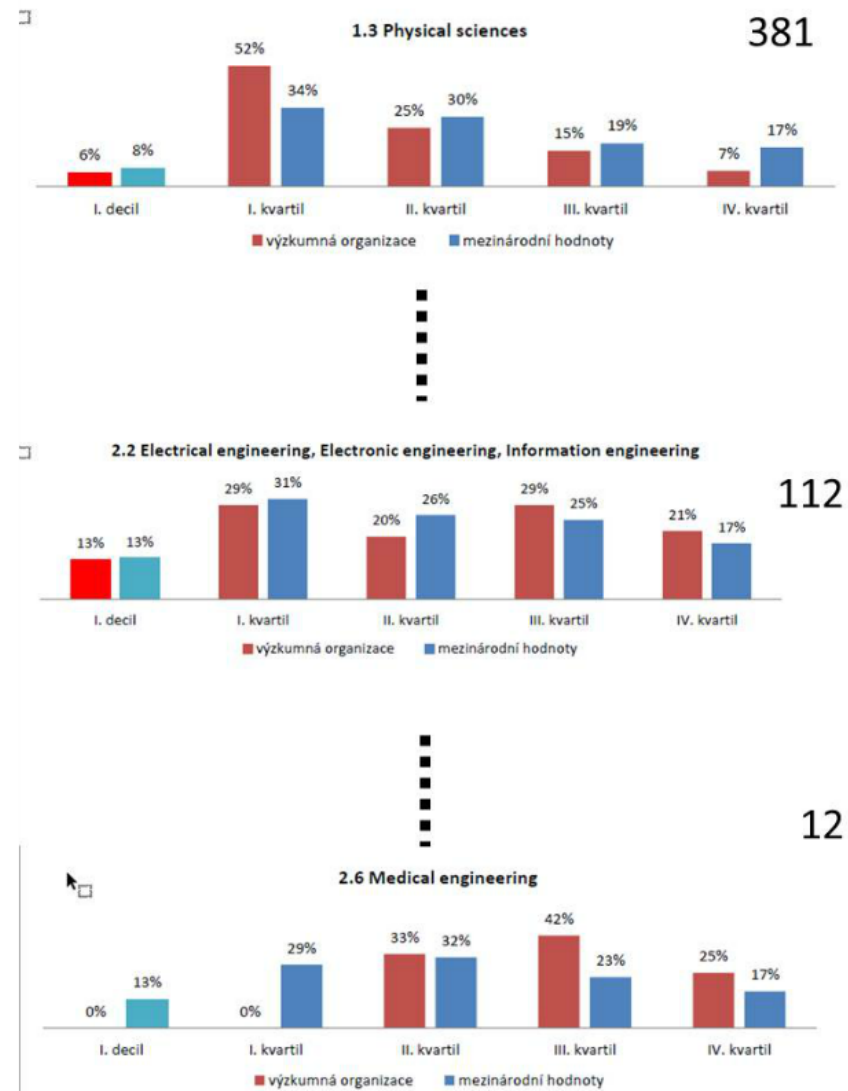 1.3 Physical sciences
381
52%
34%
25%
30%
15%
19%
7%
17%
6%
8%
I. decil
I. kvartil
II. kvartil
III. kvartil
IV. kvartil
výzkumná organizace
mezinárodní hodnoty
2.2 Electrical engineering, Electronic engineering, Information engineering
112
13%
13%
29%
31%
20%
26%
29%
25%
21%
17%
I. decil
I. kvartil
II. kvartil
III. kvartil
IV. kvartil
výzkumná organizace
mezinárodní hodnoty
12
2.6 Medical engineering
0%
13%
0%
29%
33%
32%
42%
23%
25%
17%
I. decil
I. kvartil
II. kvartil
III. kvartil
IV. kvartil
výzkumná organizace
mezinárodní hodnoty